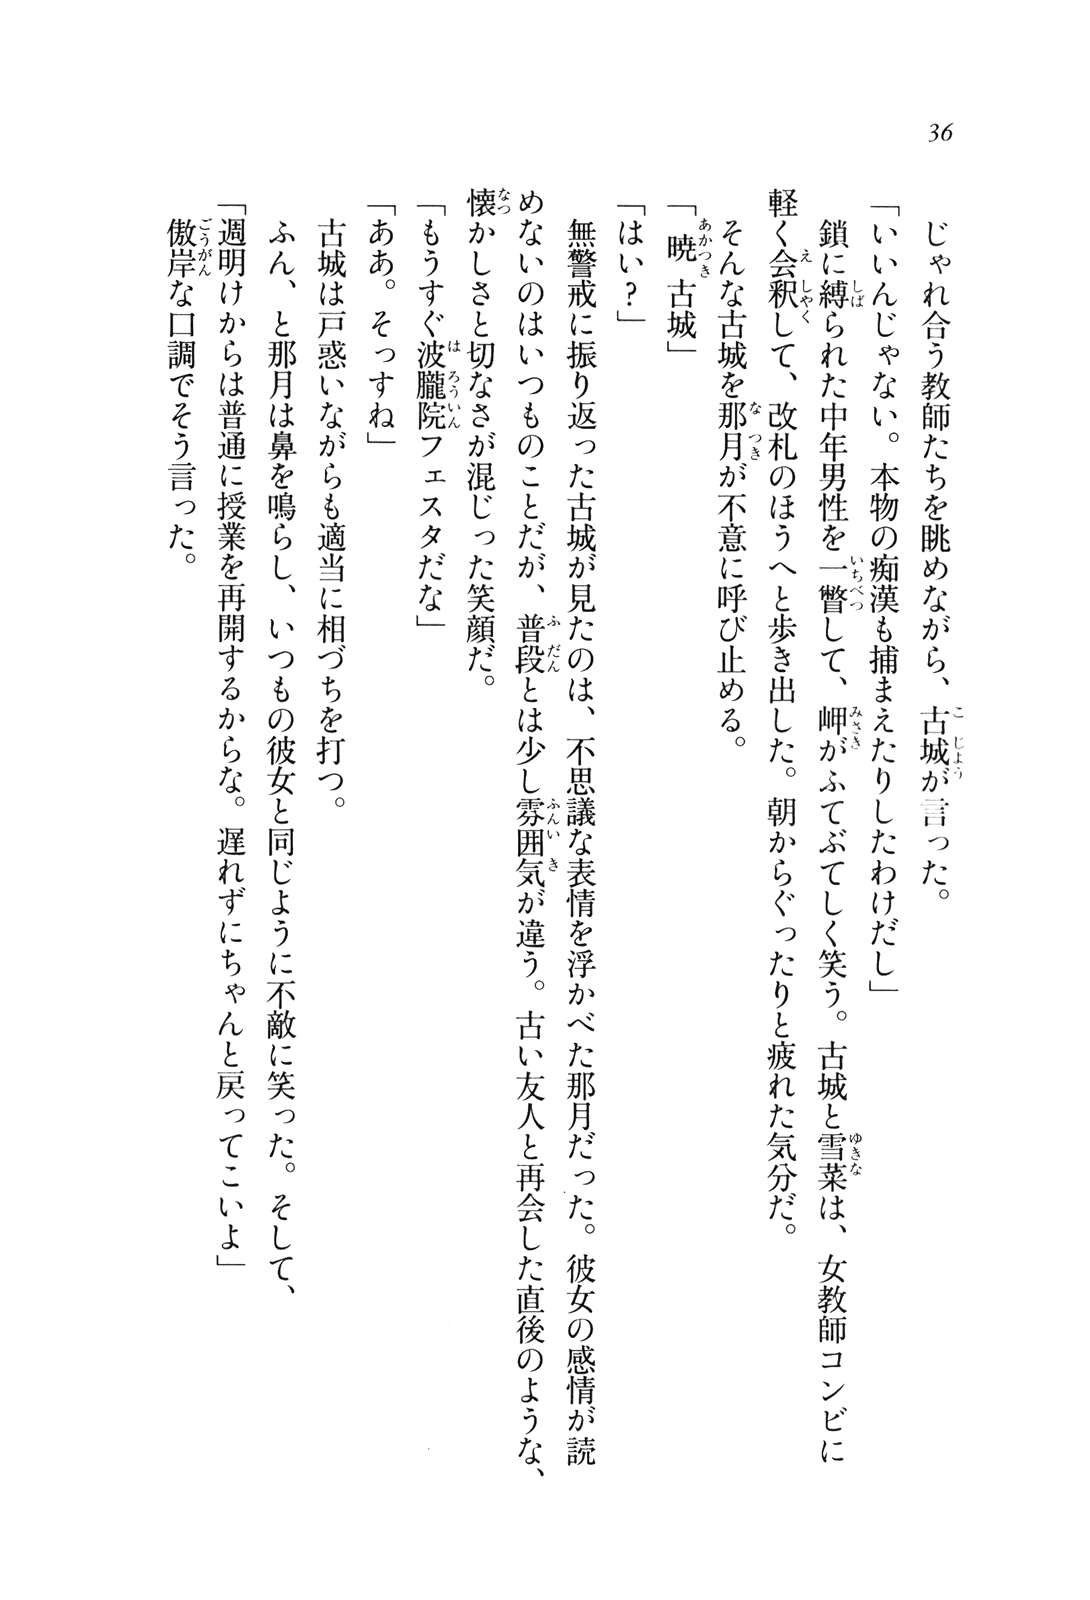 36
じゃれ合う教師たちを眺めながら、古城が言った。
「いいんじゃない。本物の痴漢も捕まえたりしたわけだし」
鎖に縛られた中年男性を一瞥して、岬がふてぶてしく笑う。古城と雪菜は、女教師コンビに
軽く会釈して、改札のほうへと歩き出した。朝からぐったりと疲れた気分だ。
そんな古城を那月が不意に呼び止める。
「暁古城」
「はい？」
無警戒に振り返った古城が見たのは、不思議な表情を浮かべた那月だった。彼女の感情が読
めないのはいつものことだが、普段とは少し雰囲気が違う。古い友人と再会した直後のような、
懐かしさと切なさが混じった笑顔だ。
「もうすぐ波朧院フェスタだな」
「ああ。そっすね」
古城は戸惑いながらも適当に相づちを打つ。
ふん、と那月は鼻を鳴らし、いつもの彼女と同じように不敵に笑った。そして、
「週明けからは普通に授業を再開するからな。遅れずにちゃんと戻ってこいよ」
傲岸な口調でそう言った。